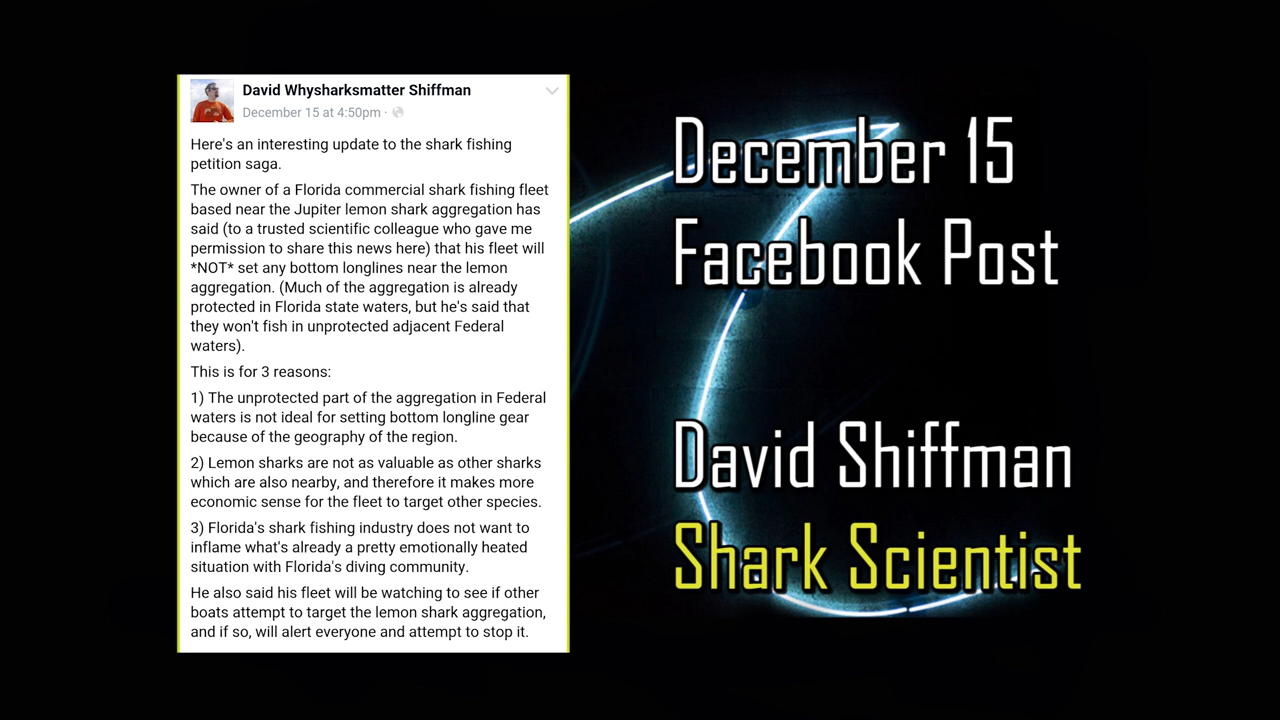 David Whysharksmatter Shiffman
December 15 at 4:50pm ·
Here's an interesting update to the shark fishing
petition saga.
The owner of a Florida commercial shark fishing fleet
based near the Jupiter lemon shark aggregation has
said (to a trusted scientific colleague who gave me
permission to share this news here) that his fleet will
*NOT* set any bottom longlines near the lemon
aggregation. (Much of the aggregation is already
protected in Florida state waters, but he's said that
they won't fish in unprotected adjacent Federal
waters).
This is for 3 reasons:
1) The unprotected part of the aggregation in Federal
waters is not ideal for setting bottom longline gear
because of the geography of the region.
2) Lemon sharks are not as valuable as other sharks
which are also nearby, and therefore it makes more
economic sense for the fleet to target other species.
3) Florida's shark fishing industry does not want to
inflame what's already a pretty emotionally heated
situation with Florida's diving community.
He also said his fleet will be watching to see if other
boats attempt to target the lemon shark aggregation,
and if so, will alert everyone and attempt to stop it.
December 15
Facebook Post
David Shiffman
Shark Scientist